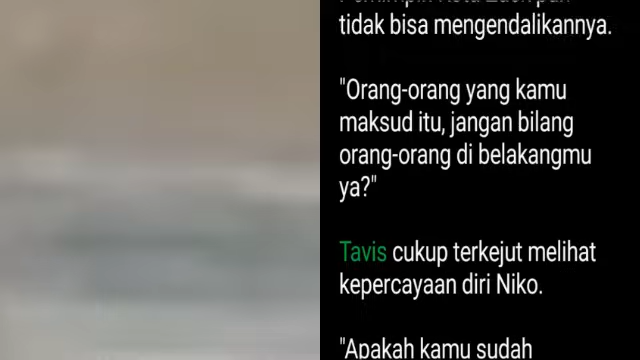 tidak bisa mengendalikannya.
"Orang-orang yang kamu
maksud itu, jangan bilang
orang-orang di belakangmu
ya?"
Tavis cukup terkejut melihat
kepercayaan diri Niko.
"Apakah kamu sudah